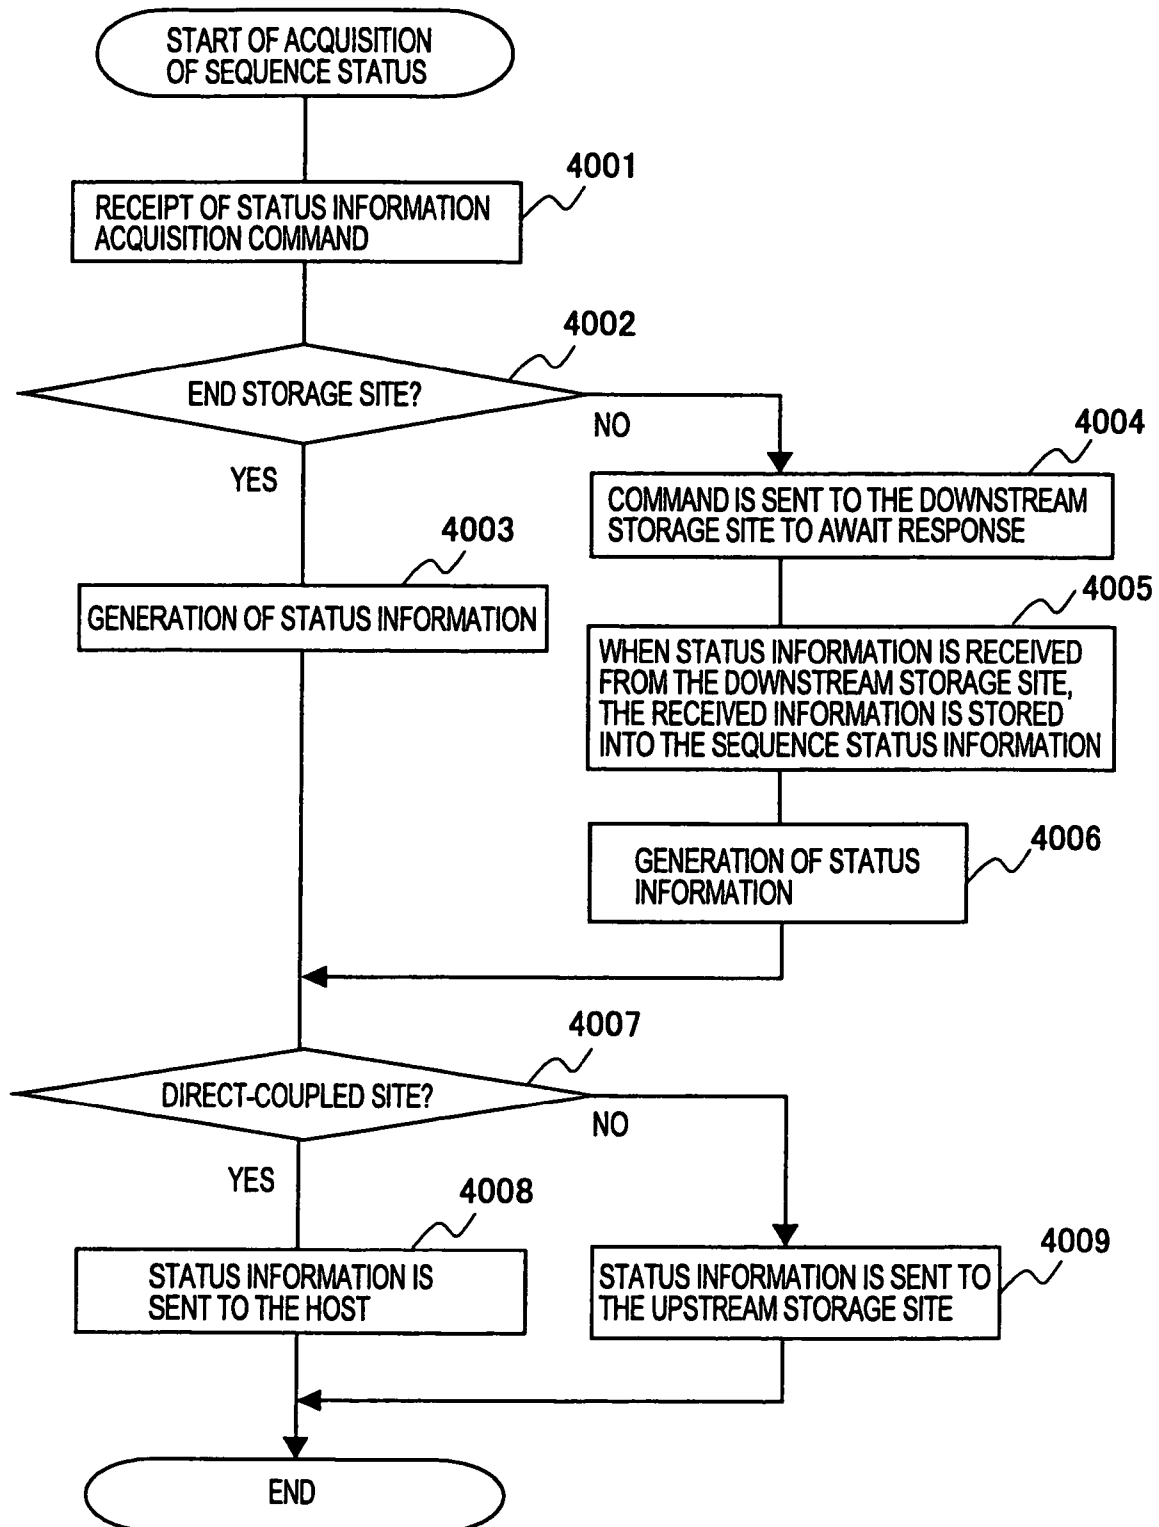 START OF ACQUISITION
OF SEQUENCE STATUS
4001
RECEIPT OF STATUS INFORMATION
ACQUISITION COMMAND
4002
END STORAGE SITE?
NO
YES
4004
COMMAND IS SENT TO THE DOWNSTREAM
STORAGE SITE TO AWAIT RESPONSE
4003
GENERATION OF STATUS INFORMATION
4005
WHEN STATUS INFORMATION IS RECEIVED
FROM THE DOWNSTREAM STORAGE SITE,
THE RECEIVED INFORMATION IS STORED
INTO THE SEQUENCE STATUS INFORMATION
4006
GENERATION OF STATUS
INFORMATION
4007
DIRECT-COUPLED SITE?
NO
YES
4008
STATUS INFORMATION IS
SENT TO THE HOST
4009
STATUS INFORMATION IS SENT TO
THE UPSTREAM STORAGE SITE
END